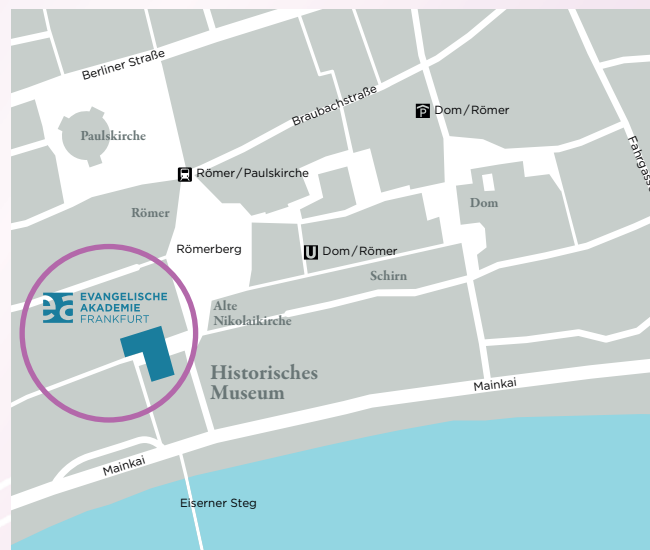 Berliner Straße
Braubachstraße
P
Dom/Römer
Paulskirche
Fahrgass
Römer/Paulskirche
Römer
Dom
Römerberg
U
Dom/Römer
Schirn
ea
EVANGELISCHE
AKADEMIE
FRANKFURT
Alte
Nikolaikirche
Historisches
Museum
Mainkai
Mainkai
Eiserner Steg